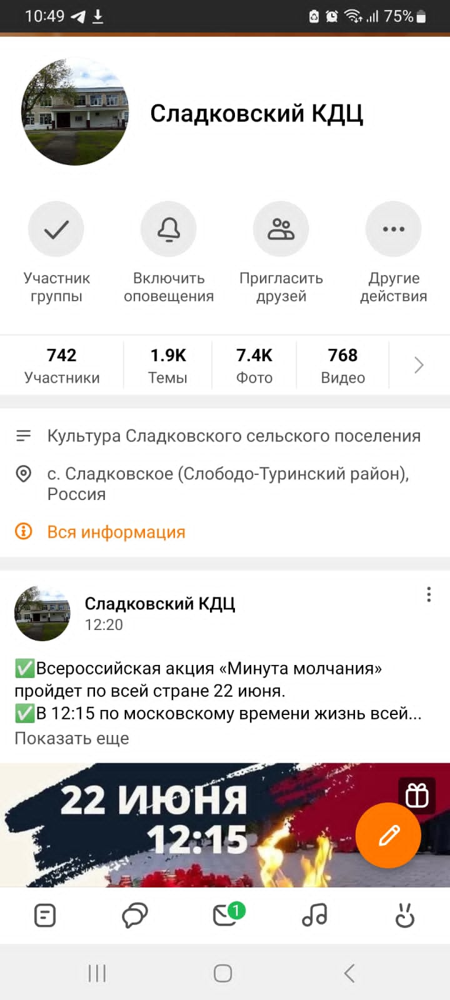 10:49
75%
Сладковский КДЦ
Участник
группы
Включить
оповещения
Пригласить
друзей
Другие
действия
742
Участники
1.9K
Темы
7.4K
Фото
768
Видео
Культура Сладковского сельского поселения
с. Сладковское (Слободо-Туринский район),
Россия
Вся информация
Сладковский КДЦ
12:20
✅Всероссийская акция «Минута молчания»
пройдет по всей стране 22 июня.
✅В 12:15 по московскому времени жизнь всей...
Показать еще
22 ИЮНЯ
12:15
1